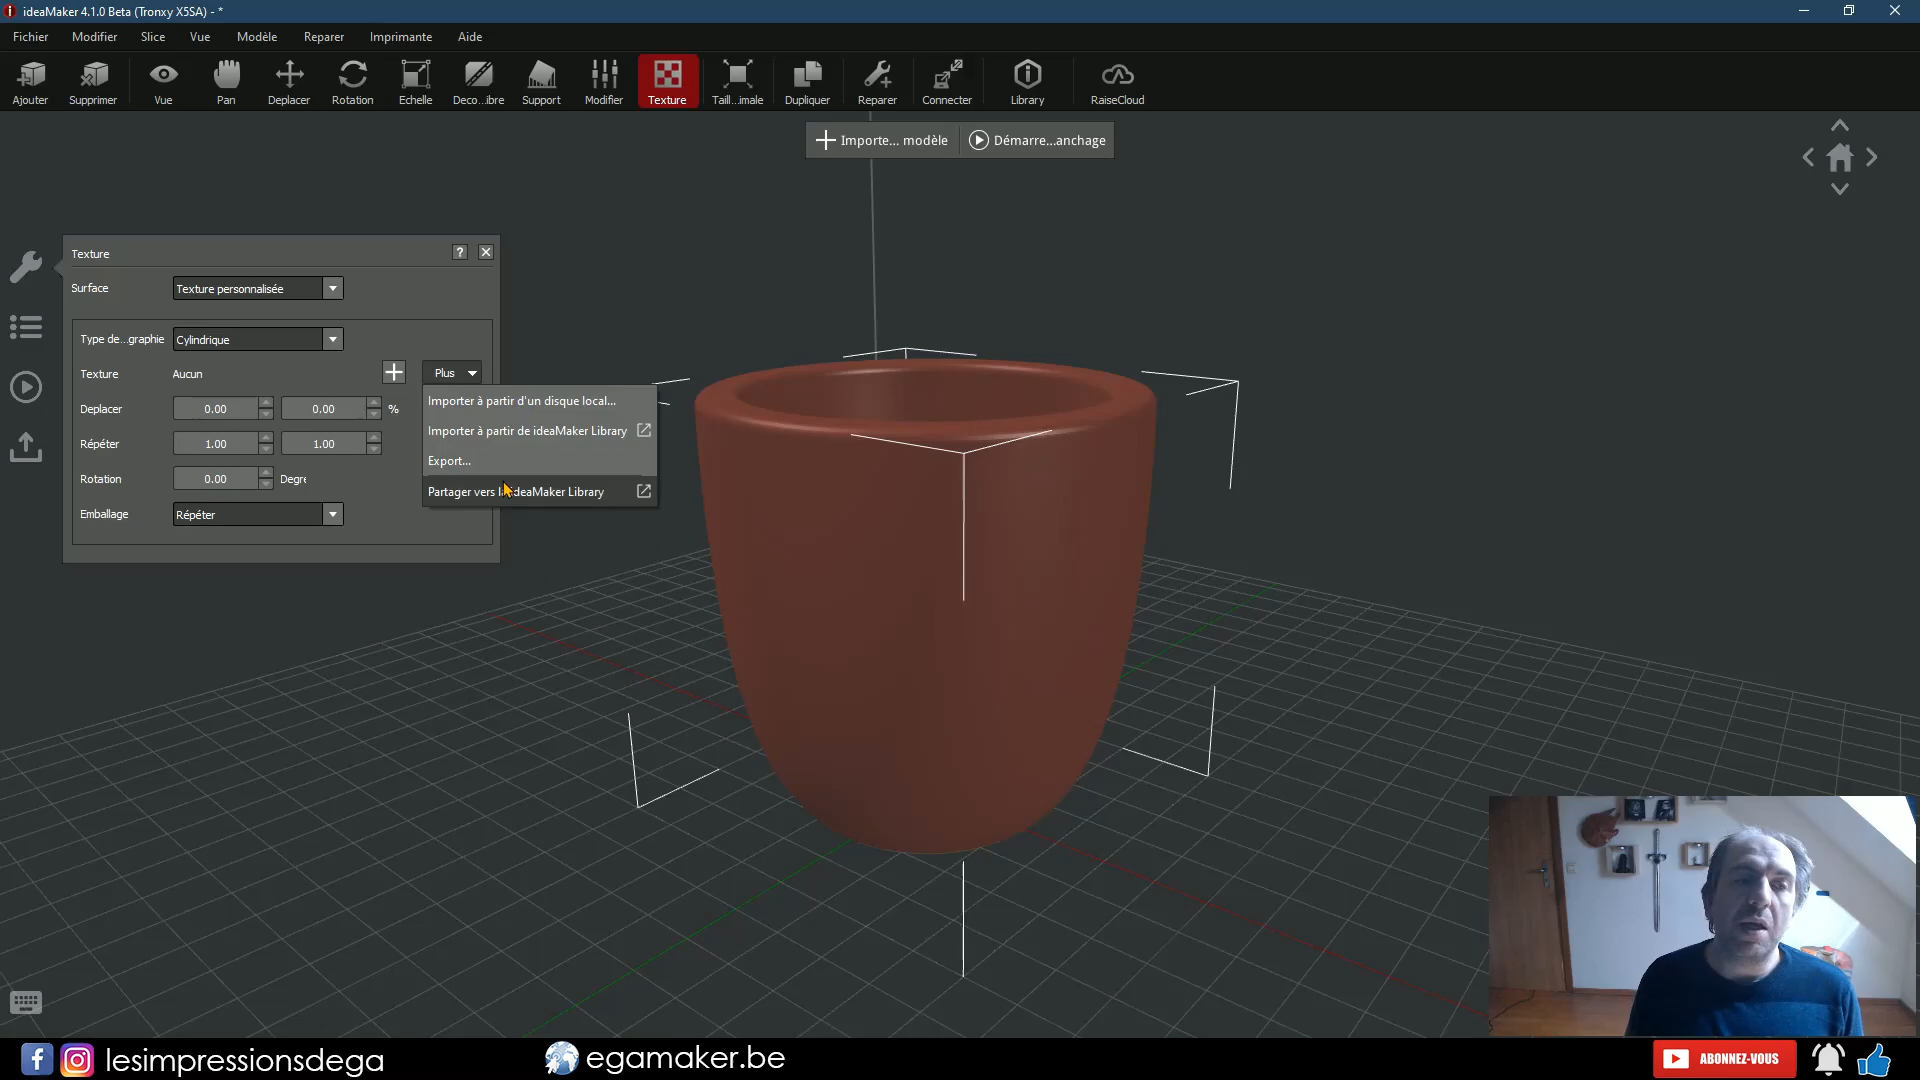 ideaMaker 4.1.0 Beta (Tronxy X5SA) - *
Fichier Modifier Slice Vue Modèle Reparer Imprimante Aide
Ajouter Supprimer Vue Pan Deplacer Rotation Echelle Deco...ibre Support Modifier Texture Taill...imale Dupliquer Reparer Connecter Library RaiseCloud
Importe... modèle Démarre...anchage
Texture ?
Surface Texture personnalisée
Type de...graphie Cylindrique
Texture Aucun Plus
Deplacer 0.00 0.00 %
Répéter 1.00 1.00
Rotation 0.00 Degre
Emballage Répéter
Importer à partir d'un disque local...
Importer à partir de ideaMaker Library
Export...
Partager vers ideaMaker Library
lesimpressionsdega egamaker.be ABONNEZ-VOUS